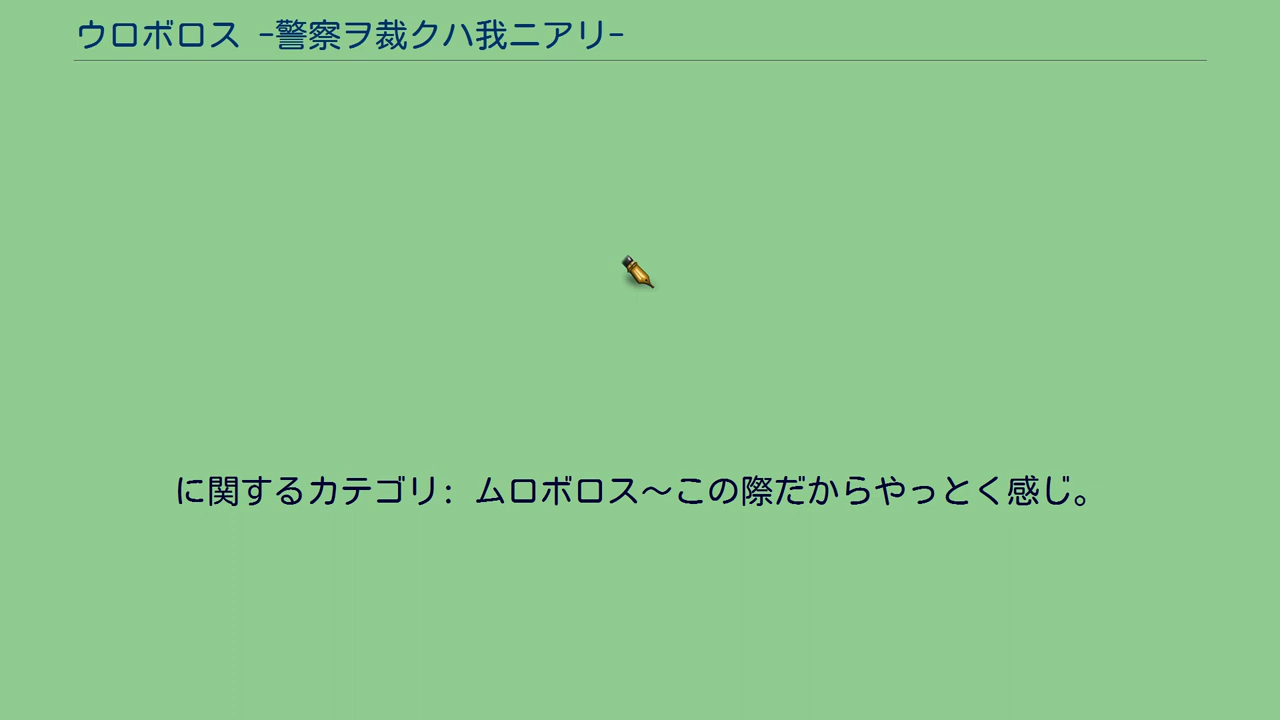 ウロボロス -警察ヲ裁クハ我ニアリ-
に関するカテゴリ: ムロボロス～この際だからやっとく感じ。